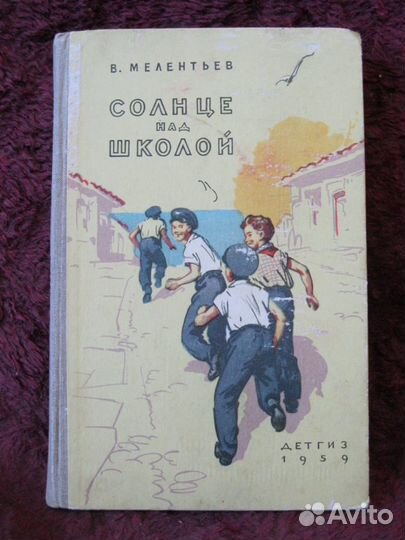 В. МЕЛЕНТЬЕВ
СОЛНЦЕ
НАД
ШКОЛОЙ
ДЕТГИЗ
1959
Avito